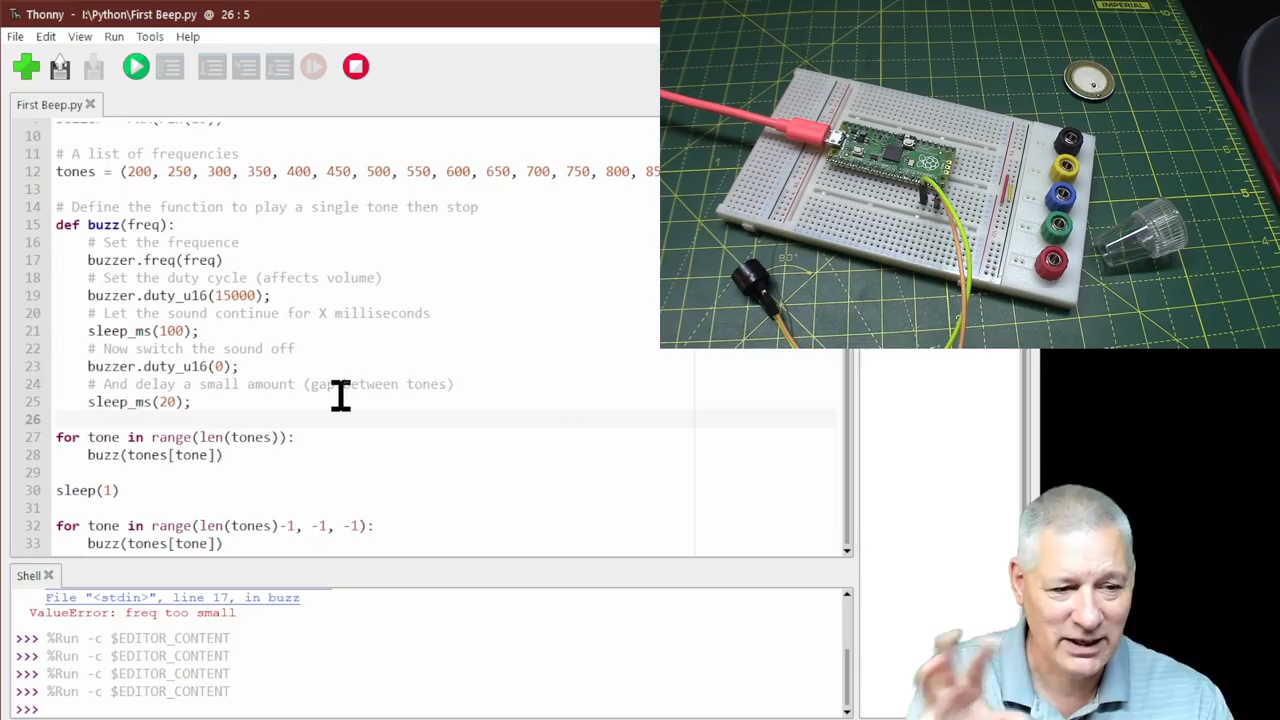 Thonny - I:\Python\First Beep.py @ 26 : 5
File Edit View Run Tools Help
First Beep.py
10
11 # A list of frequencies
12 tones = (200, 250, 300, 350, 400, 450, 500, 550, 600, 650, 700, 750, 800, 85
13
14 # Define the function to play a single tone then stop
15 def buzz(freq):
16 # Set the frequence
17 buzzer.freq(freq)
18 # Set the duty cycle (affects volume)
19 buzzer.duty_u16(15000);
20 # Let the sound continue for X milliseconds
21 sleep_ms(100);
22 # Now switch the sound off
23 buzzer.duty_u16(0);
24 # And delay a small amount (gap between tones)
25 sleep_ms(20);
26
27 for tone in range(len(tones)):
28 buzz(tones[tone])
29
30 sleep(1)
31
32 for tone in range(len(tones)-1, -1, -1):
33 buzz(tones[tone])
Shell
File "<stdin>", line 17, in buzz
ValueError: freq too small
>>> %Run -c $EDITOR_CONTENT
>>> %Run -c $EDITOR_CONTENT
>>> %Run -c $EDITOR_CONTENT
>>> %Run -c $EDITOR_CONTENT
>>>
IMPERIAL